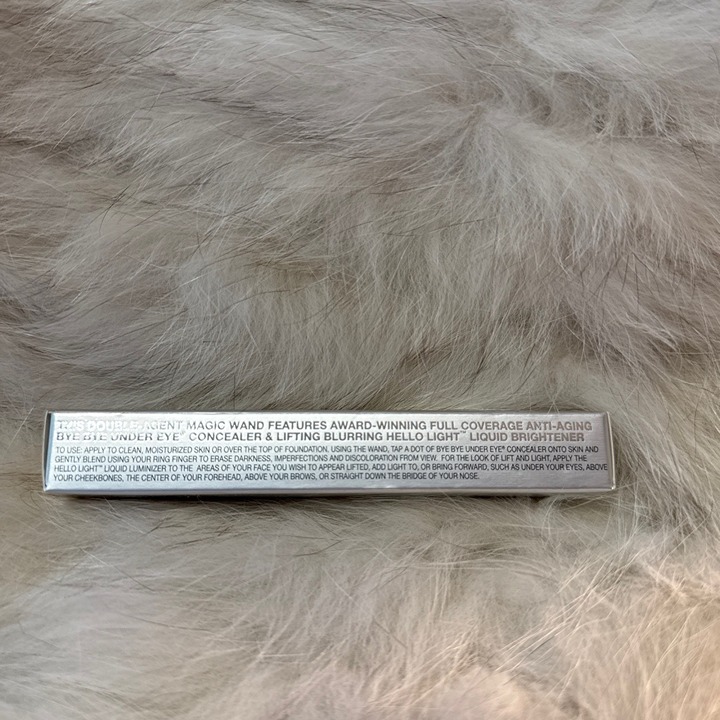 THIS DOUBLE-AGENT MAGIC WAND FEATURES AWARD-WINNING FULL COVERAGE ANTI-AGING
BYE BYE UNDER EYE® CONCEALER & LIFTING BLURRING HELLO LIGHT™ LIQUID BRIGHTENER
TO USE: APPLY TO CLEAN, MOISTURIZED SKIN OR OVER THE TOP OF FOUNDATION. USING THE WAND, TAP A DOT OF BYE BYE UNDER EYE® CONCEALER ONTO SKIN AND
GENTLY BLEND USING YOUR RING FINGER TO ERASE DARKNESS, IMPERFECTIONS AND DISCOLORATION FROM VIEW. FOR THE LOOK OF LIFT AND LIGHT, APPLY THE
HELLO LIGHT™ LIQUID LUMINIZER TO THE AREAS OF YOUR FACE YOU WISH TO APPEAR LIFTED, ADD LIGHT TO, OR BRING FORWARD, SUCH AS UNDER YOUR EYES, ABOVE
YOUR CHEEKBONES, THE CENTER OF YOUR FOREHEAD, ABOVE YOUR BROWS, OR STRAIGHT DOWN THE BRIDGE OF YOUR NOSE.